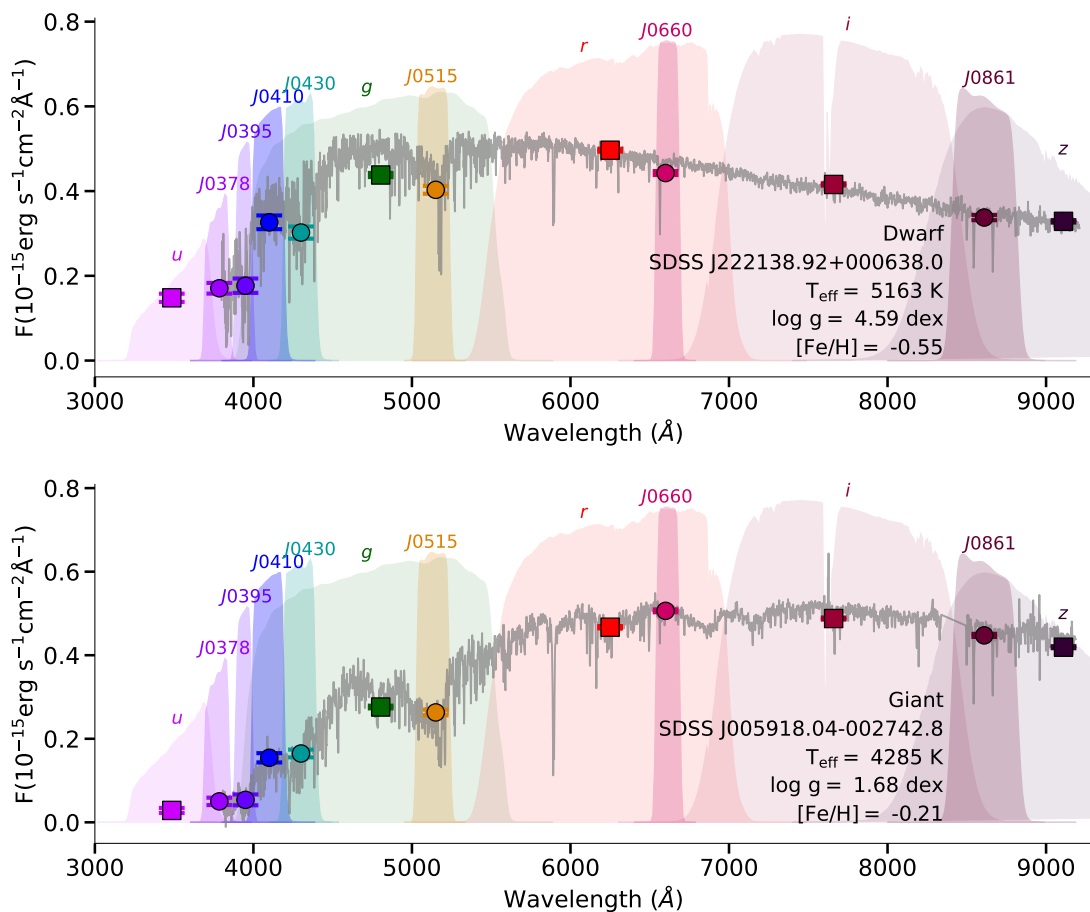 0.8
0.6
0.4
0.2
0.0
F(10⁻¹⁵erg s⁻¹cm⁻²Å⁻¹)
u
J0378
J0395
J0410
J0430
g
J0515
r
J0660
i
J0861
z
Dwarf
SDSS J222138.92+000638.0
T_eff = 5163 K
log g = 4.59 dex
[Fe/H] = -0.55
3000 4000 5000 6000 7000 8000 9000
Wavelength (Å)
0.8
0.6
0.4
0.2
0.0
F(10⁻¹⁵erg s⁻¹cm⁻²Å⁻¹)
u
J0378
J0395
J0410
J0430
g
J0515
r
J0660
i
J0861
z
Giant
SDSS J005918.04-002742.8
T_eff = 4285 K
log g = 1.68 dex
[Fe/H] = -0.21
3000 4000 5000 6000 7000 8000 9000
Wavelength (Å)